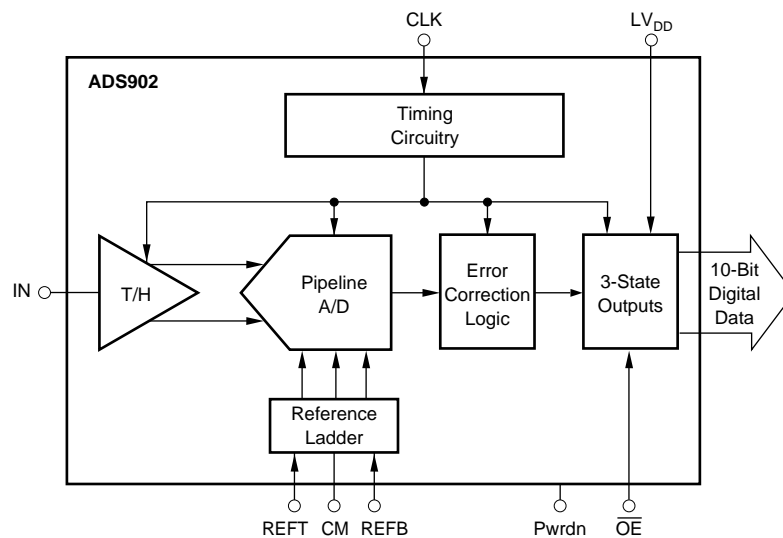 CLK
LVDD
ADS902
Timing
Circuitry
IN
T/H
Pipeline
A/D
Error
Correction
Logic
3-State
Outputs
10-Bit
Digital
Data
Reference
Ladder
REFT
CM
REFB
Pwrdn
OE